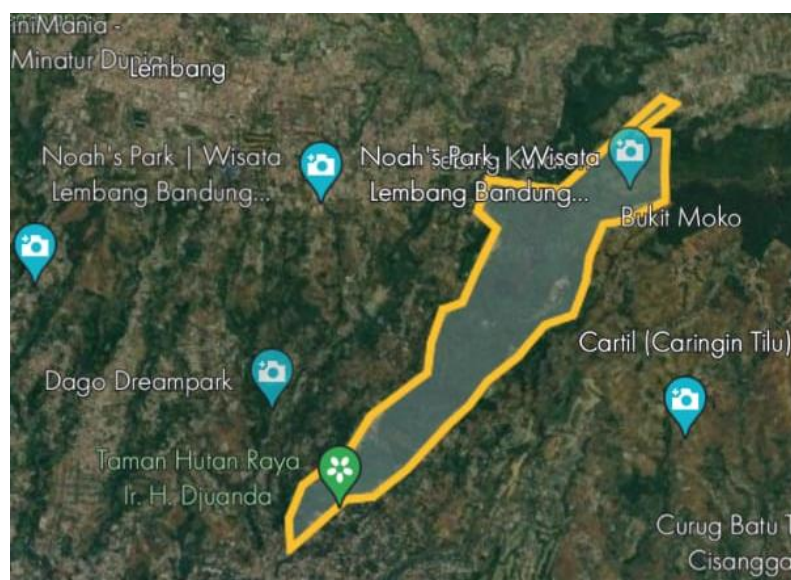 iniMania -
Minatur Dunia
Lembang
Noah's Park | Wisata
Lembang Bandung...
Noah's Park | Wisata
Lembang Bandung...
Bukit Moko
Cartil (Caringin Tilu)
Dago Dreampark
Taman Hutan Raya
Ir. H. Djuanda
Curug Batu T
Cisangga